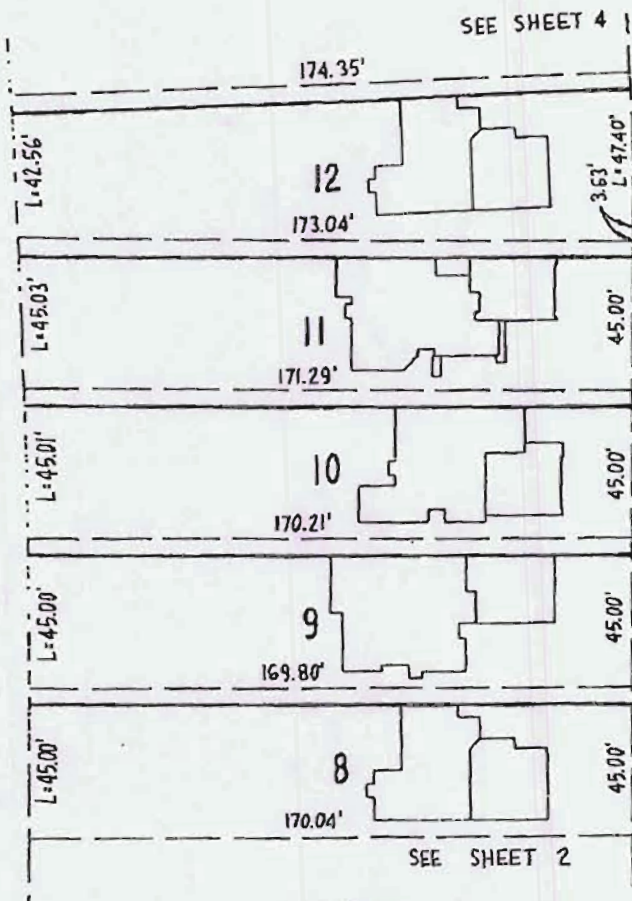 SEE SHEET 4
174.35'
L=42.56'
12
3.63'
L=47.40'
173.04'
L=45.03'
11
45.00'
171.29'
L=45.01'
10
45.00'
170.21'
L=45.00'
9
45.00'
169.80'
L=45.00'
8
45.00'
170.04'
SEE SHEET 2